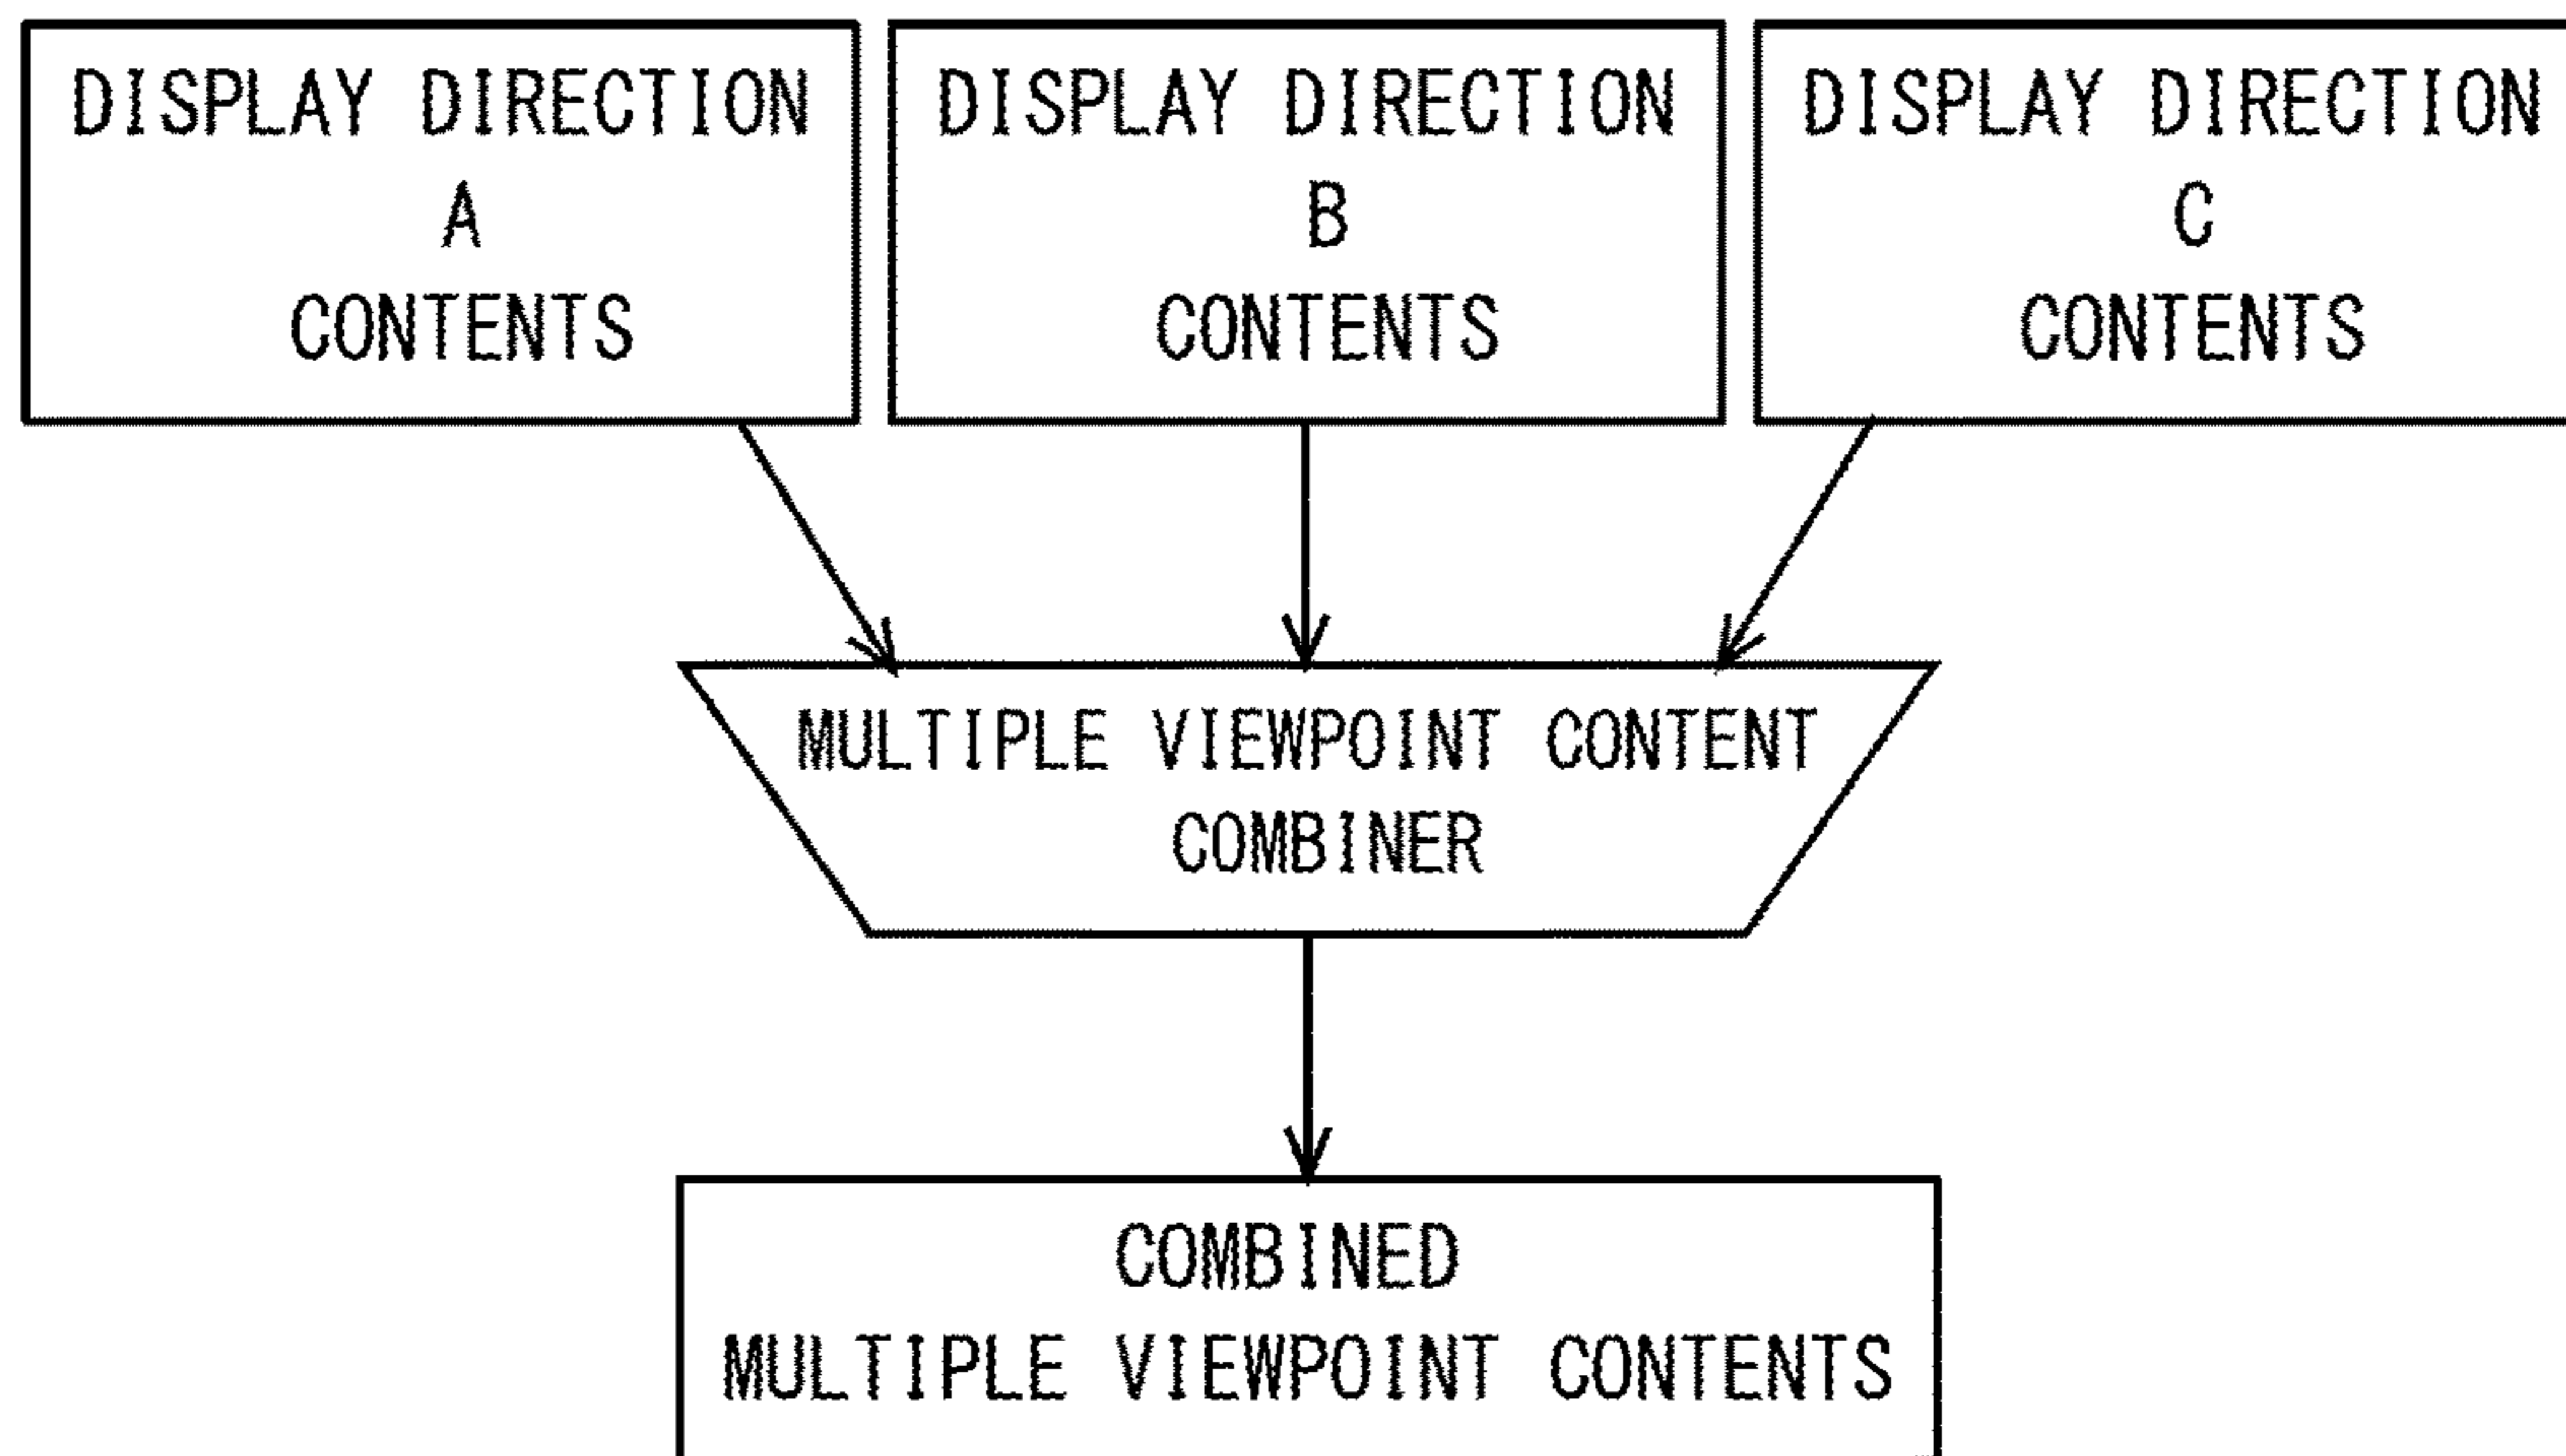 DISPLAY DIRECTION
A
CONTENTS
DISPLAY DIRECTION
B
CONTENTS
DISPLAY DIRECTION
C
CONTENTS
MULTIPLE VIEWPOINT CONTENT
COMBINER
COMBINED
MULTIPLE VIEWPOINT CONTENTS